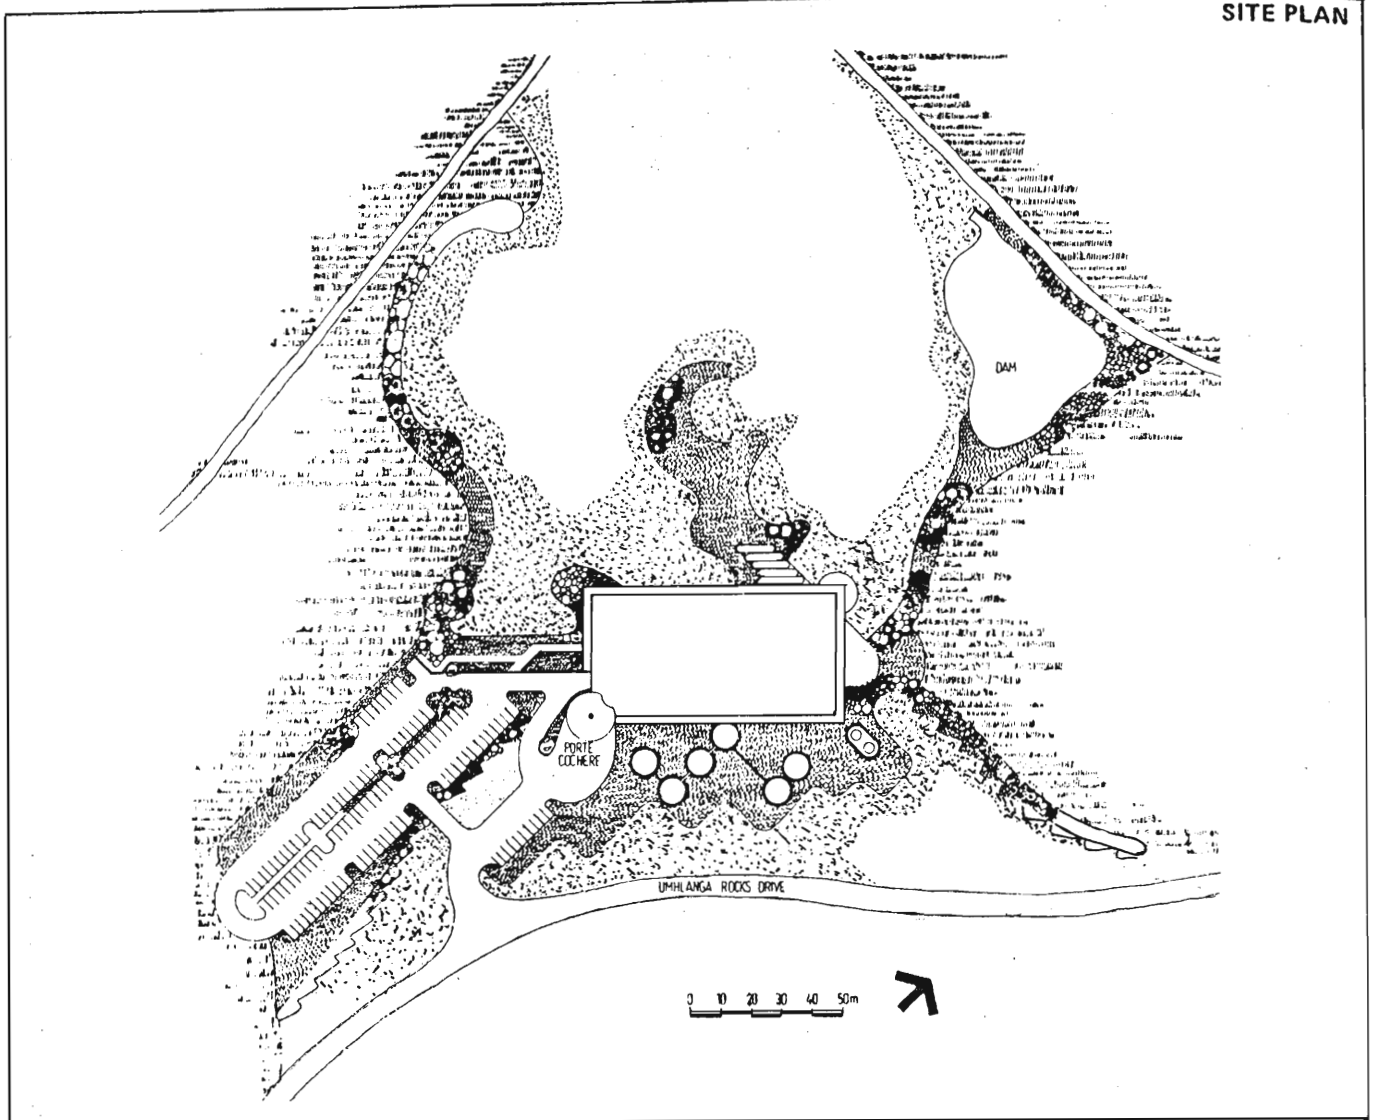 SITE PLAN
DAM
PORTE
COCHERE
UMHLANGA ROCKS DRIVE
0 10 20 30 40 50m